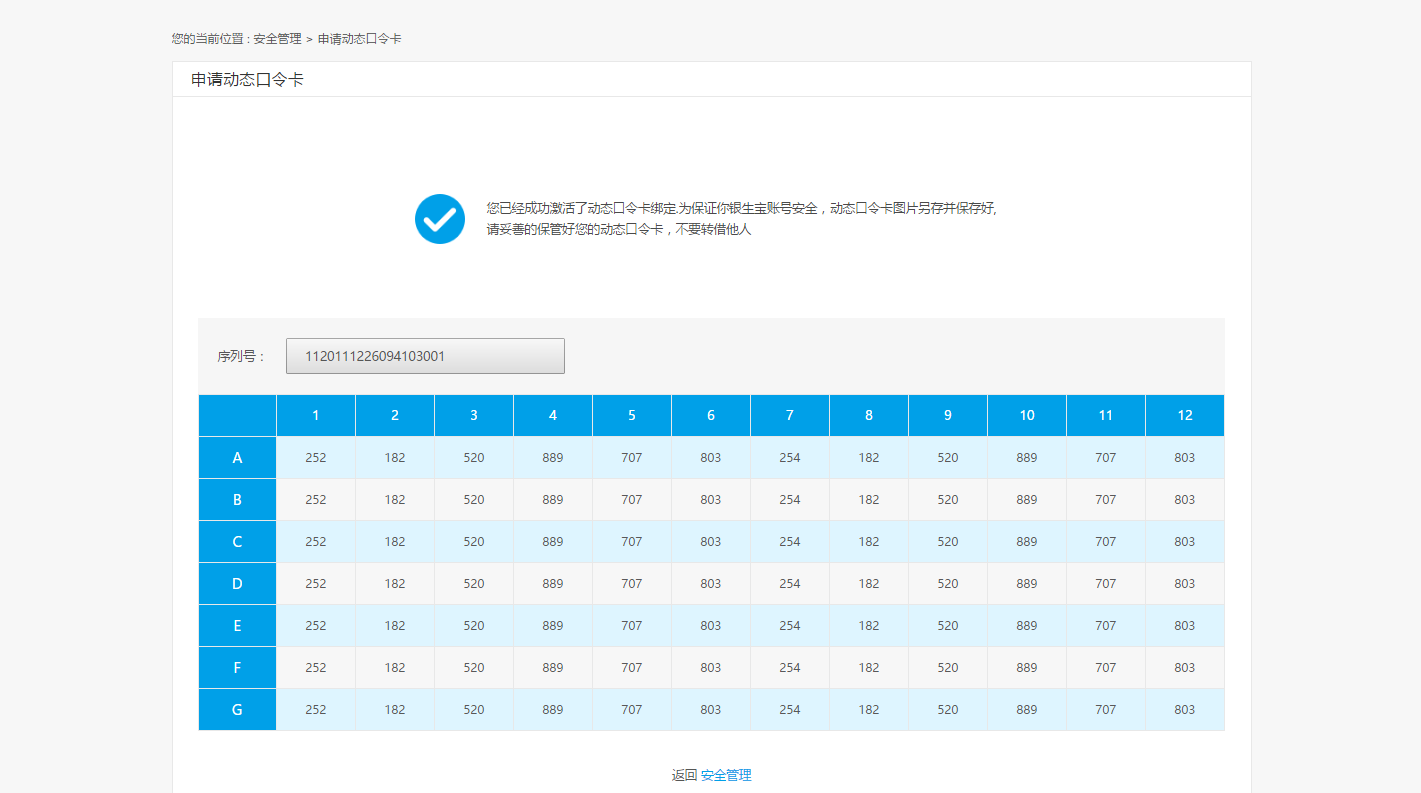 您的当前位置 : 安全管理 > 申请动态口令卡
申请动态口令卡
您已经成功激活了动态口令卡绑定.为保证你银生宝账号安全，动态口令卡图片另存并保存好,
请妥善的保管好您的动态口令卡，不要转借他人
序列号： 1120111226094103001
1 2 3 4 5 6 7 8 9 10 11 12
A 252 182 520 889 707 803 254 182 520 889 707 803
B 252 182 520 889 707 803 254 182 520 889 707 803
C 252 182 520 889 707 803 254 182 520 889 707 803
D 252 182 520 889 707 803 254 182 520 889 707 803
E 252 182 520 889 707 803 254 182 520 889 707 803
F 252 182 520 889 707 803 254 182 520 889 707 803
G 252 182 520 889 707 803 254 182 520 889 707 803
返回 安全管理